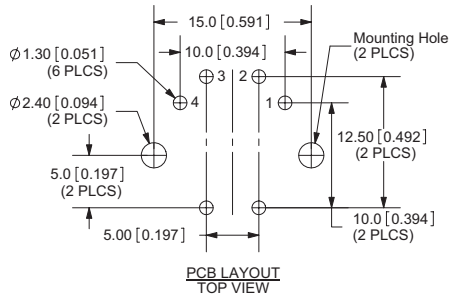 15.0 [0.591]
10.0 [0.394]
Ø1.30 [0.051]
(6 PLCS)
Mounting Hole
(2 PLCS)
3
2
4
1
Ø2.40 [0.094]
(2 PLCS)
12.50 [0.492]
(2 PLCS)
5.0 [0.197]
(2 PLCS)
10.0 [0.394]
(2 PLCS)
5.00 [0.197]
PCB LAYOUT
TOP VIEW